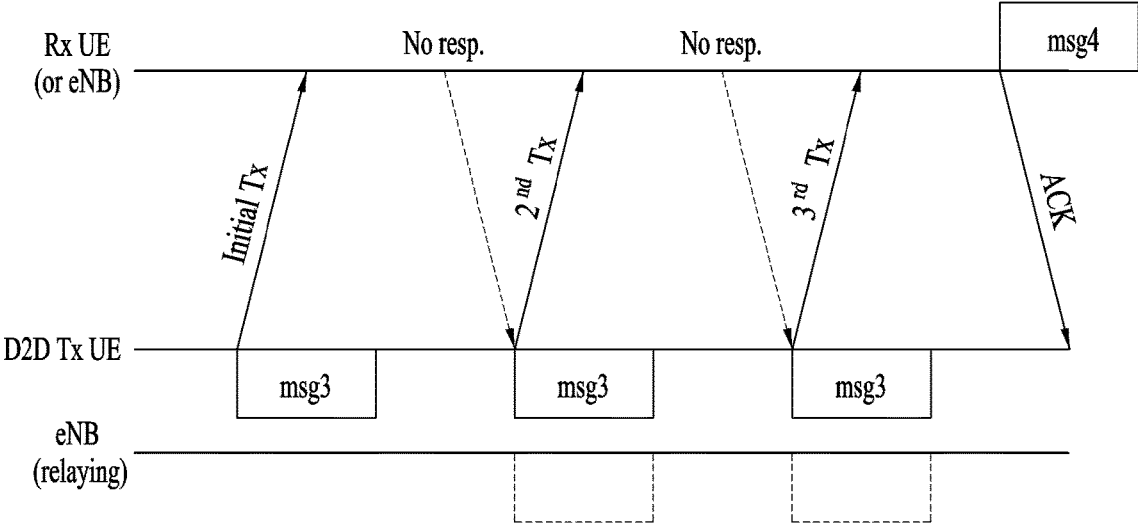 Rx UE
(or eNB)
No resp.
No resp.
msg4
Initial Tx
2nd Tx
3rd Tx
ACK
D2D Tx UE
msg3
msg3
msg3
eNB
(relaying)